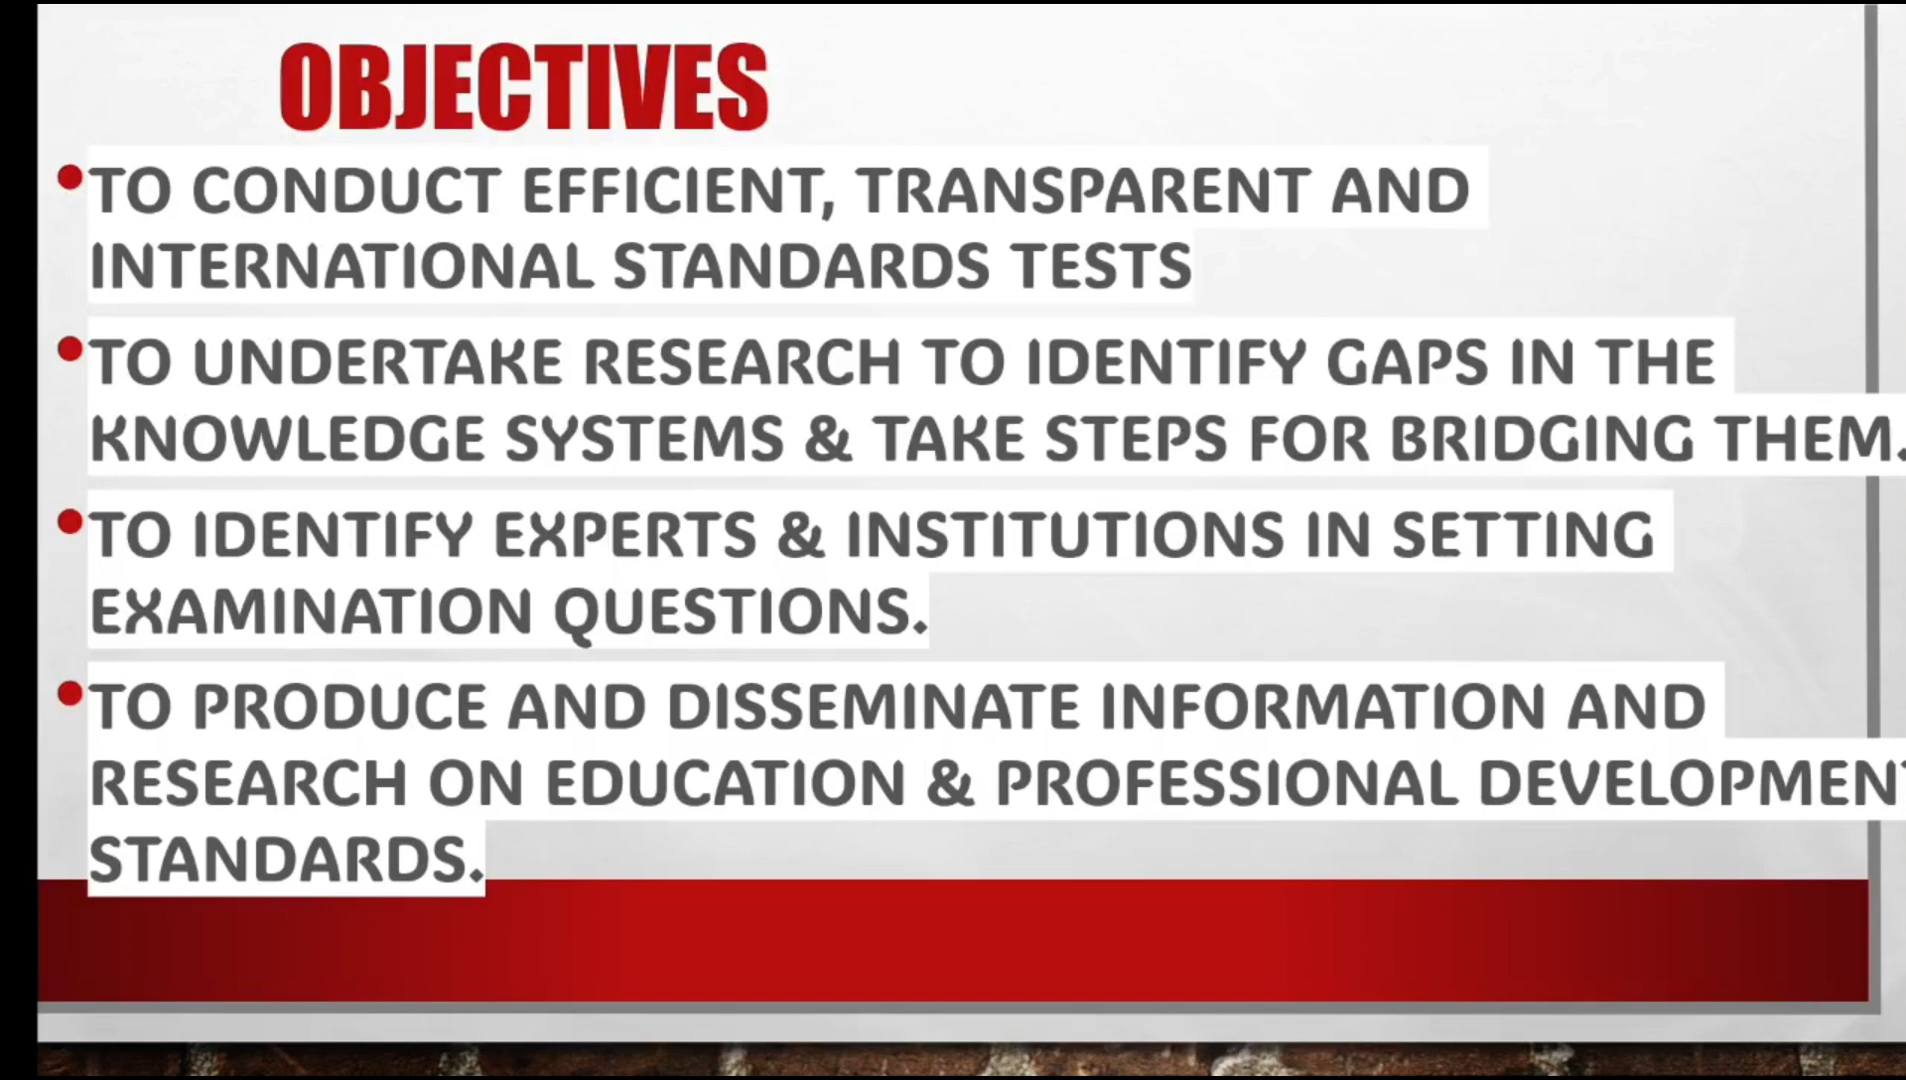 OBJECTIVES
•TO CONDUCT EFFICIENT, TRANSPARENT AND
INTERNATIONAL STANDARDS TESTS
•TO UNDERTAKE RESEARCH TO IDENTIFY GAPS IN THE
KNOWLEDGE SYSTEMS & TAKE STEPS FOR BRIDGING THEM.
•TO IDENTIFY EXPERTS & INSTITUTIONS IN SETTING
EXAMINATION QUESTIONS.
•TO PRODUCE AND DISSEMINATE INFORMATION AND
RESEARCH ON EDUCATION & PROFESSIONAL DEVELOPMENT
STANDARDS.